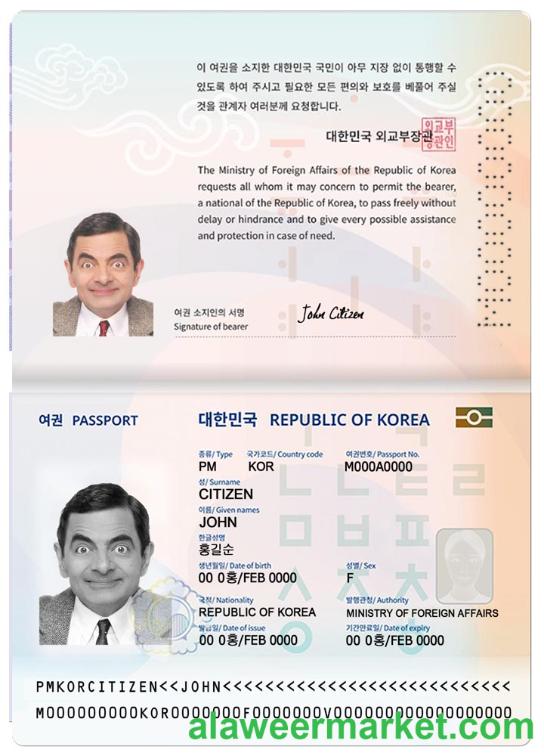 이 여권을 소지한 대한민국 국민이 아무 지장 없이 통행할 수
있도록 하여 주시고 필요한 모든 편의와 보호를 베풀어 주실
것을 관계자 여러분께 요청합니다.
대한민국 외교부장관
외교부
장관인
The Ministry of Foreign Affairs of the Republic of Korea
requests all whom it may concern to permit the bearer,
a national of the Republic of Korea, to pass freely without
delay or hindrance and to give every possible assistance
and protection in case of need.
여권 소지인의 서명
Signature of bearer
John Citizen
여권 PASSPORT
대한민국 REPUBLIC OF KOREA
종류/ Type 국가코드/ Country code 여권번호/ Passport No.
PM KOR M000A0000
성/ Surname
CITIZEN
이름/ Given names
JOHN
한글성명
홍길순
생년월일/ Date of birth 성별/ Sex
00 0홍/FEB 0000 F
국적/ Nationality 발행관청/ Authority
REPUBLIC OF KOREA MINISTRY OF FOREIGN AFFAIRS
발급일/ Date of issue 기간만료일/ Date of expiry
00 0홍/FEB 0000 00 0홍/FEB 0000
PMKORCITIZEN<<JOHN<<<<<<<<<<<<<<<<<<<<<<<<<<
M000000000KOR0000000F0000000V000000000000000
alaweermarket.com